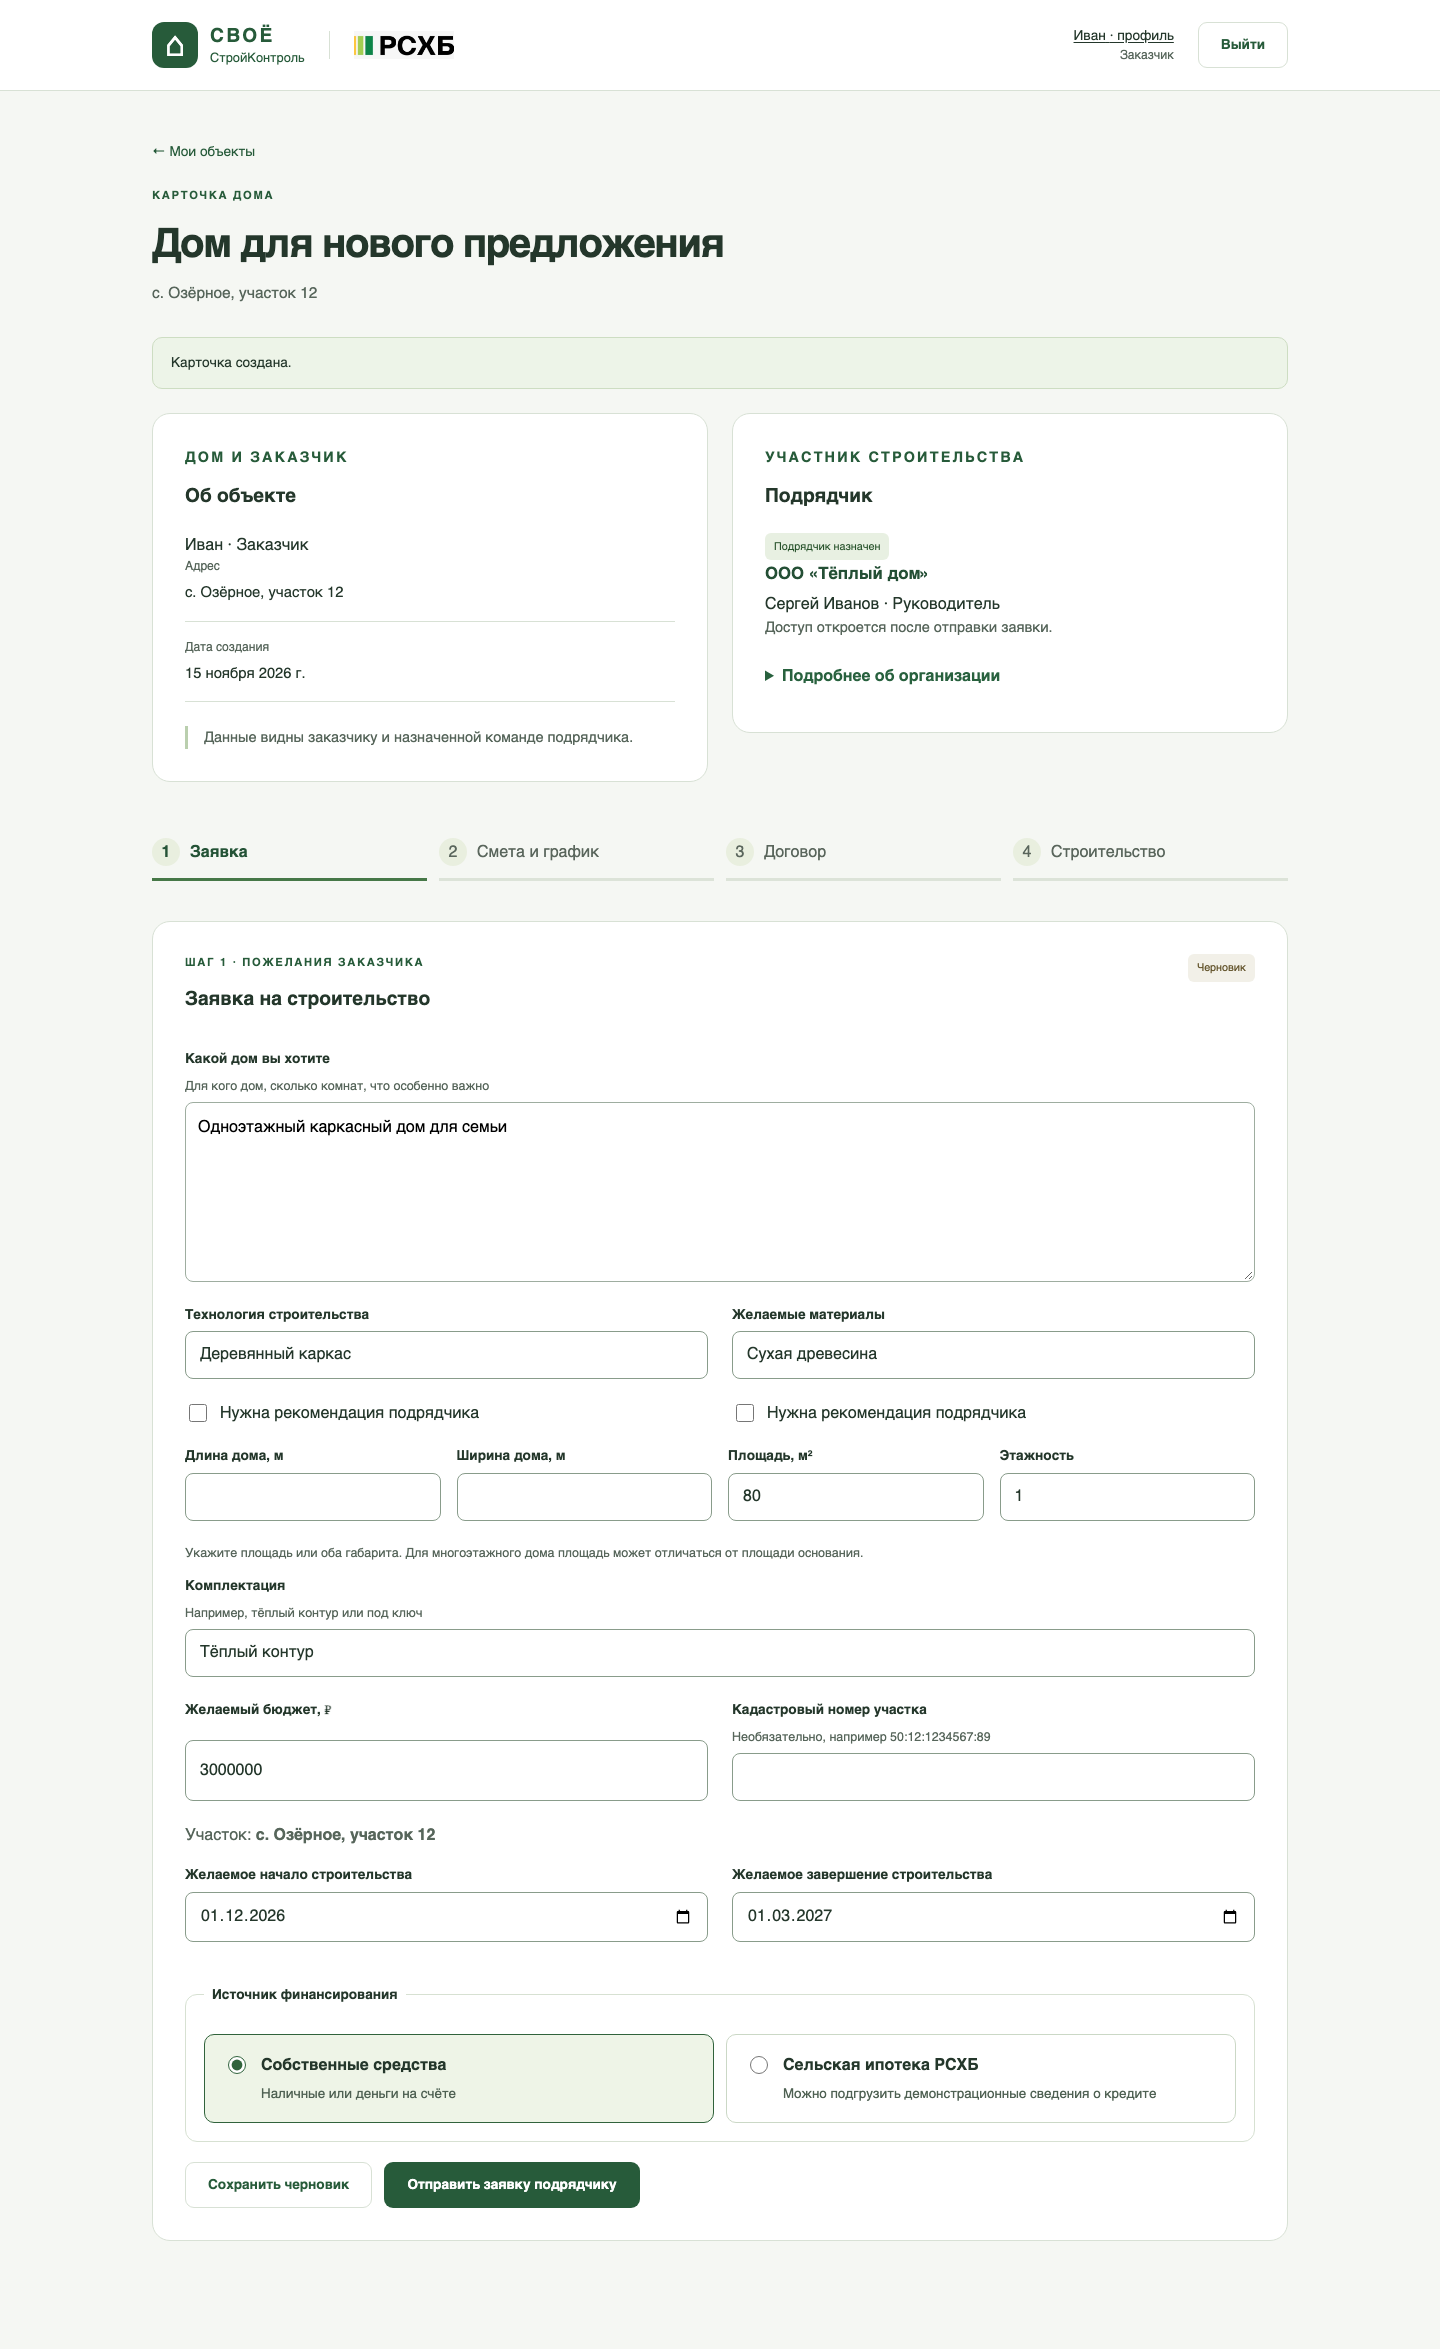 СВОЁ
СтройКонтроль
РСХБ
Иван · профиль
Заказчик
Выйти
← Мои объекты
КАРТОЧКА ДОМА
Дом для нового предложения
с. Озёрное, участок 12
Карточка создана.
ДОМ И ЗАКАЗЧИК
Об объекте
Иван · Заказчик
Адрес
с. Озёрное, участок 12
Дата создания
15 ноября 2026 г.
Данные видны заказчику и назначенной команде подрядчика.
УЧАСТНИК СТРОИТЕЛЬСТВА
Подрядчик
Подрядчик назначен
ООО «Тёплый дом»
Сергей Иванов · Руководитель
Доступ откроется после отправки заявки.
Подробнее об организации
1 Заявка
2 Смета и график
3 Договор
4 Строительство
ШАГ 1 · ПОЖЕЛАНИЯ ЗАКАЗЧИКА
Черновик
Заявка на строительство
Какой дом вы хотите
Для кого дом, сколько комнат, что особенно важно
Одноэтажный каркасный дом для семьи
Технология строительства
Желаемые материалы
Деревянный каркас
Сухая древесина
Нужна рекомендация подрядчика
Нужна рекомендация подрядчика
Длина дома, м
Ширина дома, м
Площадь, м²
Этажность
80
1
Укажите площадь или оба габарита. Для многоэтажного дома площадь может отличаться от площади основания.
Комплектация
Например, тёплый контур или под ключ
Тёплый контур
Желаемый бюджет, ₽
Кадастровый номер участка
Необязательно, например 50:12:1234567:89
3000000
Участок: с. Озёрное, участок 12
Желаемое начало строительства
Желаемое завершение строительства
01.12.2026
01.03.2027
Источник финансирования
Собственные средства
Наличные или деньги на счёте
Сельская ипотека РСХБ
Можно подгрузить демонстрационные сведения о кредите
Сохранить черновик
Отправить заявку подрядчику